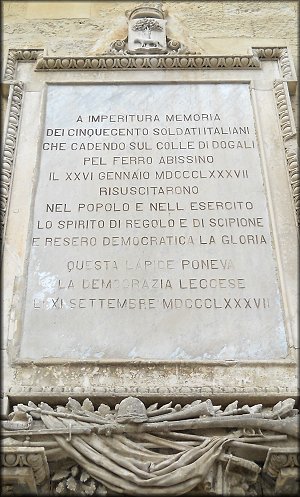 A IMPERITURA MEMORIA
DEI CINQUECENTO SOLDATI ITALIANI
CHE CADENDO SUL COLLE DI DOGALI
PEL FERRO ABISSINO
IL XXVI GENNAIO MDCCCLXXXVII
RISUSCITARONO
NEL POPOLO E NELL ESERCITO
LO SPIRITO DI REGOLO E DI SCIPIONE
E RESERO DEMOCRATICA LA GLORIA
QUESTA LAPIDE PONEVA
LA DEMOCRAZIA LECCESE
SETTEMBRE MDCCCLXXXVII